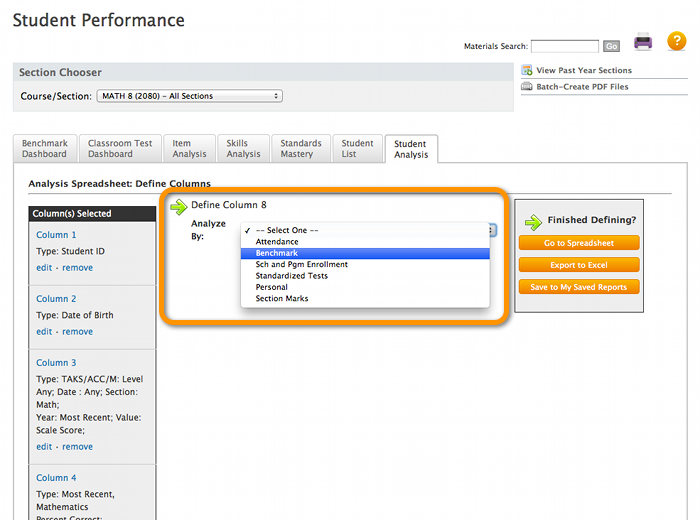 Student Performance
Materials Search:
Go
?
Section Chooser
Course/Section:
MATH 8 (2080) - All Sections
View Past Year Sections
Batch-Create PDF Files
Benchmark
Dashboard
Classroom Test
Dashboard
Item
Analysis
Skills
Analysis
Standards
Mastery
Student
List
Student
Analysis
Analysis Spreadsheet: Define Columns
Column(s) Selected
Column 1
Type: Student ID
edit · remove
Column 2
Type: Date of Birth
edit · remove
Column 3
Type: TAKS/ACC/M: Level
Any; Date : Any; Section:
Math;
Year: Most Recent; Value:
Scale Score;
edit · remove
Column 4
Type: Most Recent,
Mathematics
Percent Correct;
Define Column 8
Analyze
By:
✓ -- Select One --
Attendance
Benchmark
Sch and Pgm Enrollment
Standardized Tests
Personal
Section Marks
Finished Defining?
Go to Spreadsheet
Export to Excel
Save to My Saved Reports